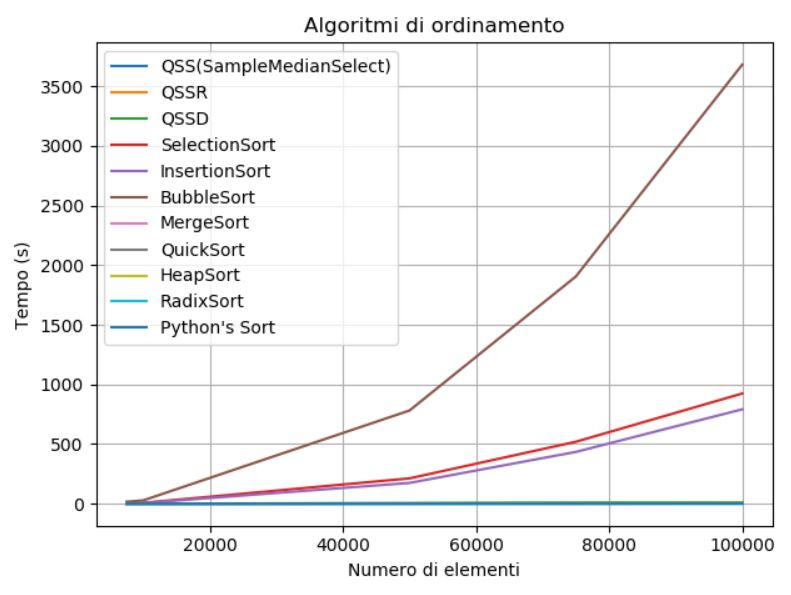 Algoritmi di ordinamento
QSS(SampleMedianSelect)
QSSR
QSSD
SelectionSort
InsertionSort
BubbleSort
MergeSort
QuickSort
HeapSort
RadixSort
Python's Sort
Tempo (s)
3500
3000
2500
2000
1500
1000
500
0
20000 40000 60000 80000 100000
Numero di elementi